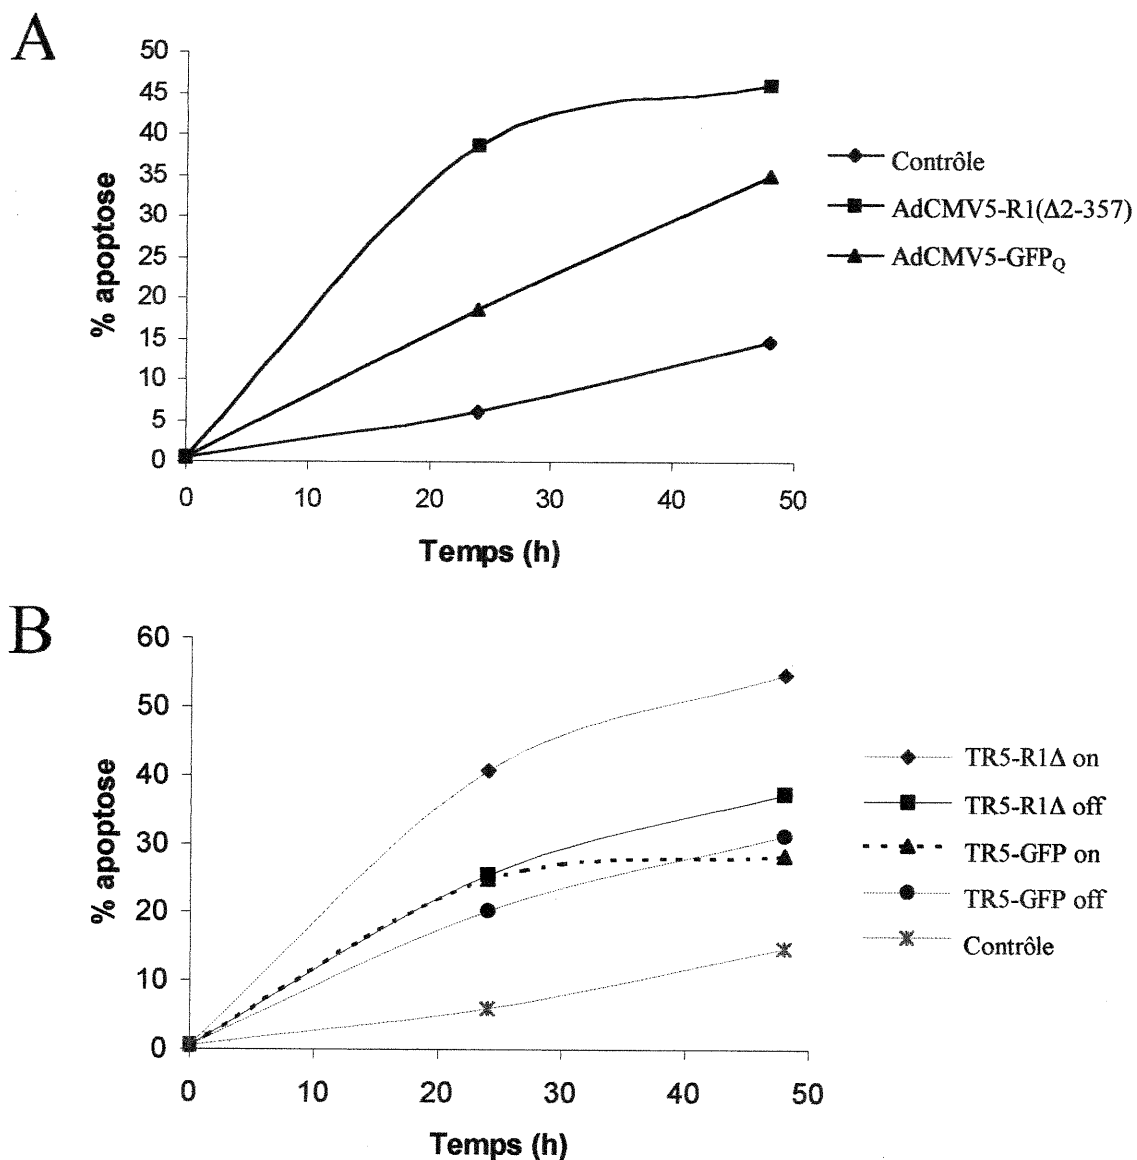 A
50
45
40
35
30
25
20
15
10
5
0
% apoptose
0 10 20 30 40 50
Temps (h)
Contrôle
AdCMV5-R1(Δ2-357)
AdCMV5-GFPQ
B
60
50
40
30
20
10
0
% apoptose
0 10 20 30 40 50
Temps (h)
TR5-R1Δ on
TR5-R1Δ off
TR5-GFP on
TR5-GFP off
Contrôle